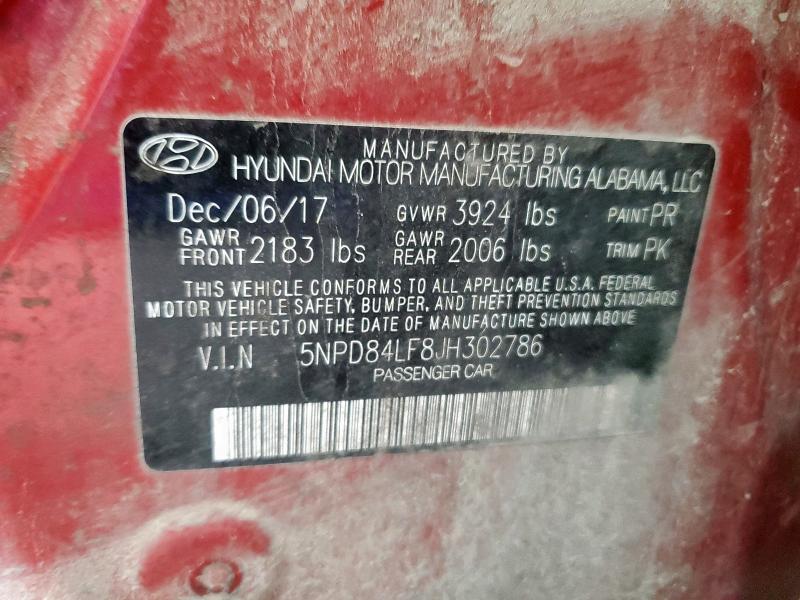 MANUFACTURED BY
HYUNDAI MOTOR MANUFACTURING ALABAMA, LLC
Dec/06/17 GVWR 3924 lbs PAINT PR
GAWR FRONT 2183 lbs GAWR REAR 2006 lbs TRIM PK
THIS VEHICLE CONFORMS TO ALL APPLICABLE U.S.A. FEDERAL
MOTOR VEHICLE SAFETY, BUMPER, AND THEFT PREVENTION STANDARDS
IN EFFECT ON THE DATE OF MANUFACTURE SHOWN ABOVE
V.I.N 5NPD84LF8JH302786
PASSENGER CAR